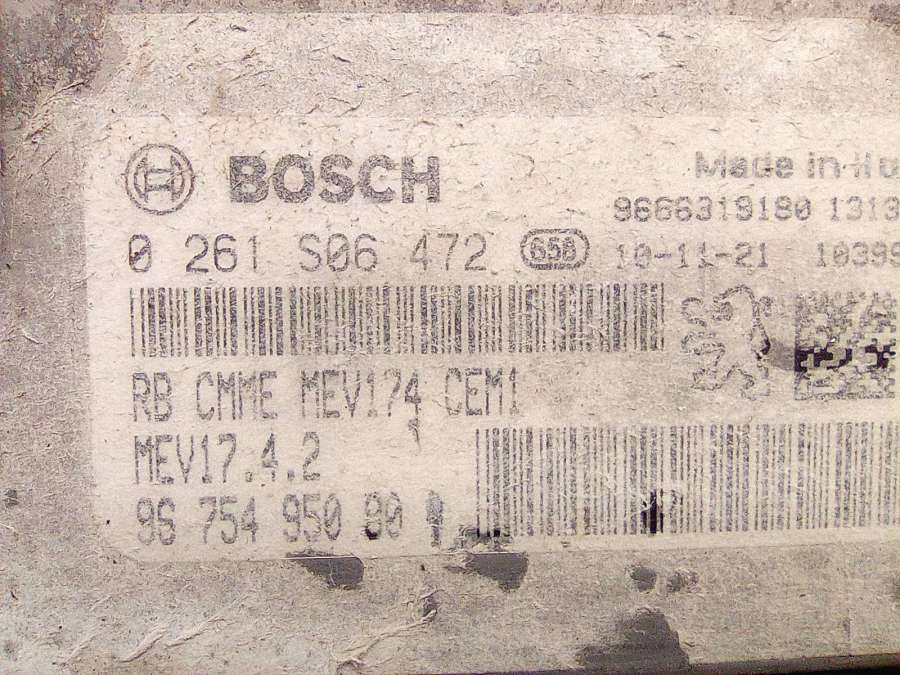 BOSCH
Made in Hu
9666319180 1313
0 261 S06 472 658
10-11-21 10399
RB CMME MEV174 CEM1
MEV17.4.2
96 754 950 80